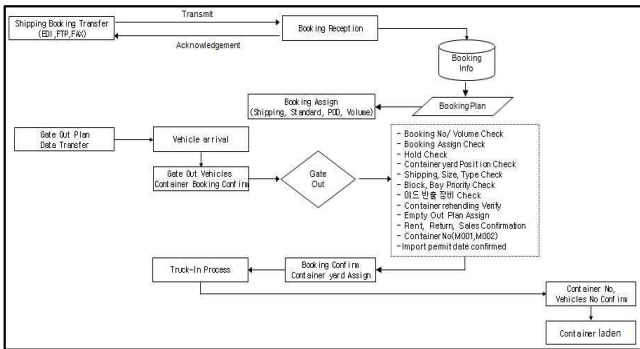 Transmit
Shipping Booking Transfer
(EDI ,FTP,FAX)
Booking Reception
Acknowledgement
Booking
Info
Booking Assign
(Shipping, Standard, POD, Volume)
Booking Plan
Gate Out Plan
Data Transfer
Vehicle arrival
Gate Out Vehicles
Container Booking Confirm
Gate
Out
- Booking No/ Volume Check
- Booking Assign Check
- Hold Check
- Container yard Position Check
- Shipping, Size, Type Check
- Block, Bay Priority Check
- 야드 반출 장비 Check
- Container rehandling Verify
- Empty Out Plan Assign
- Rent, Return, Sales Confirmation
- Container No(M001,M002)
- Import permit date confirmed
Truck-In Process
Booking Confirm
Container yard Assign
Container No,
Vehicles No Confirm
Container laden